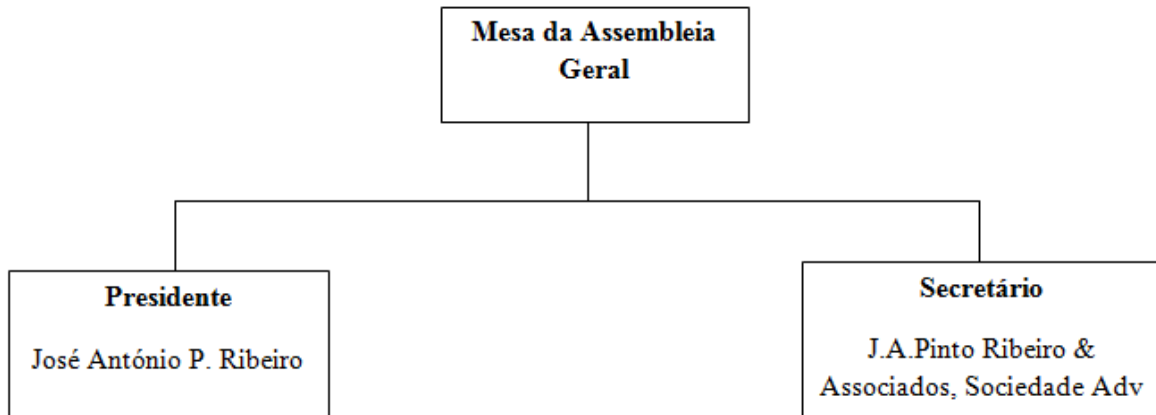 Mesa da Assembleia
Geral
Presidente
José António P. Ribeiro
Secretário
J.A.Pinto Ribeiro &
Associados, Sociedade Adv